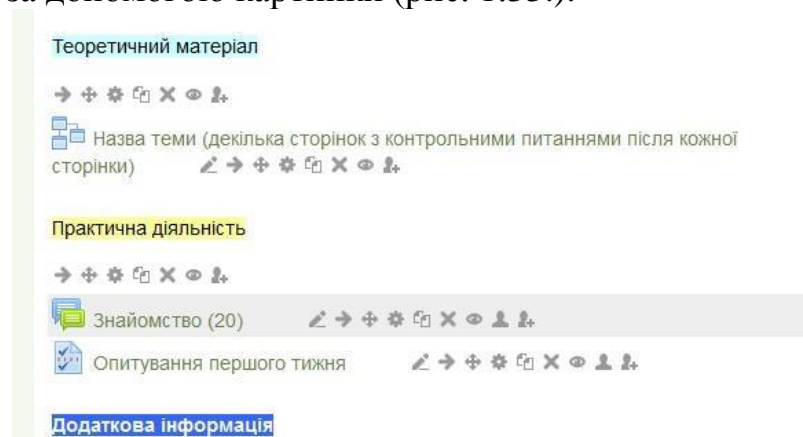 за допомогою картинки (рис. 1.33.).
Теоретичний матеріал
Назва теми (декілька сторінок з контрольними питаннями після кожної
сторінки)
Практична діяльність
Знайомство (20)
Опитування першого тижня
Додаткова інформація